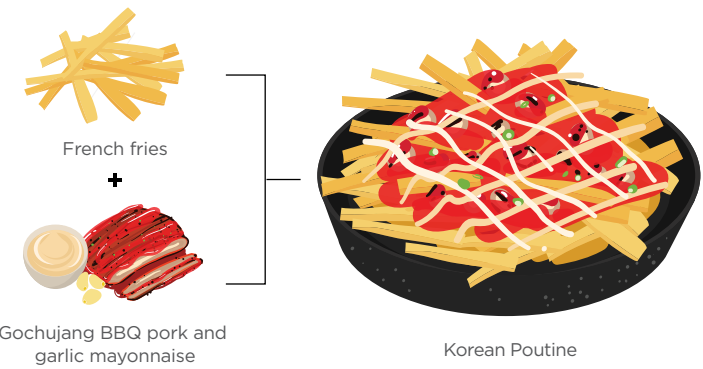 French fries
+
Gochujang BBQ pork and
garlic mayonnaise
Korean Poutine